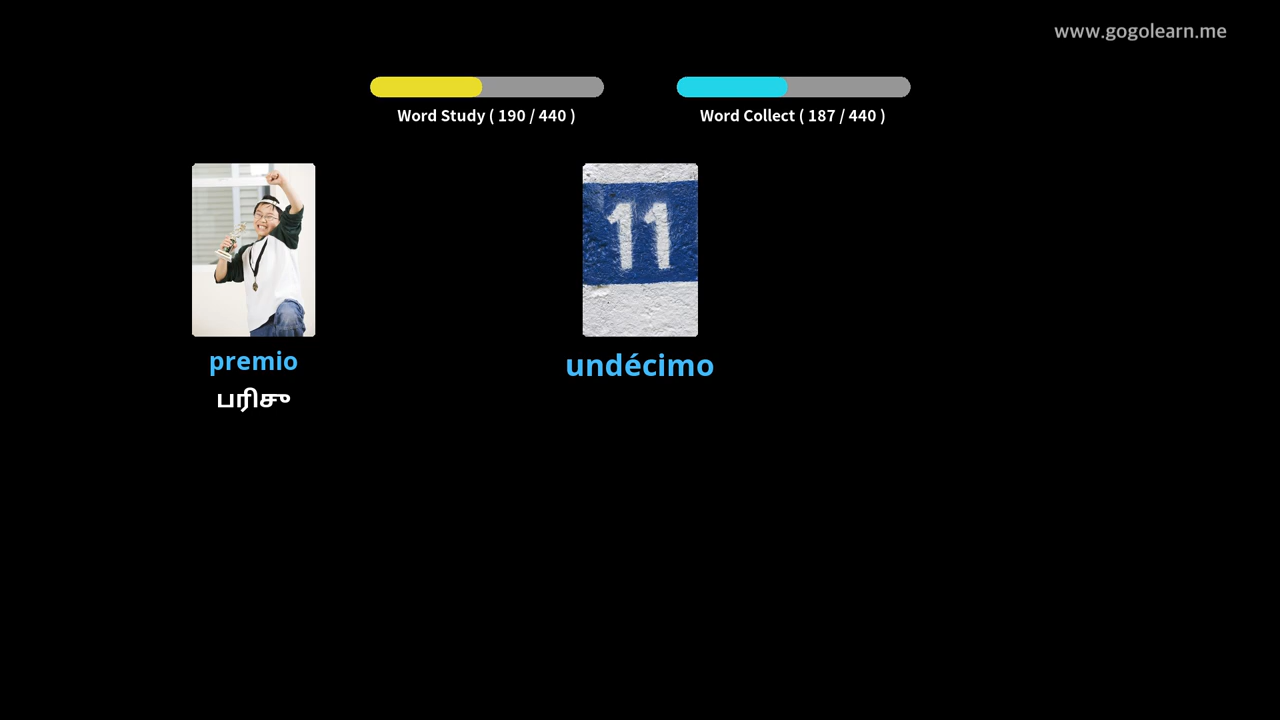 www.gogolearn.me
Word Study ( 190 / 440 )
Word Collect ( 187 / 440 )
11
premio
undécimo
பரிசு